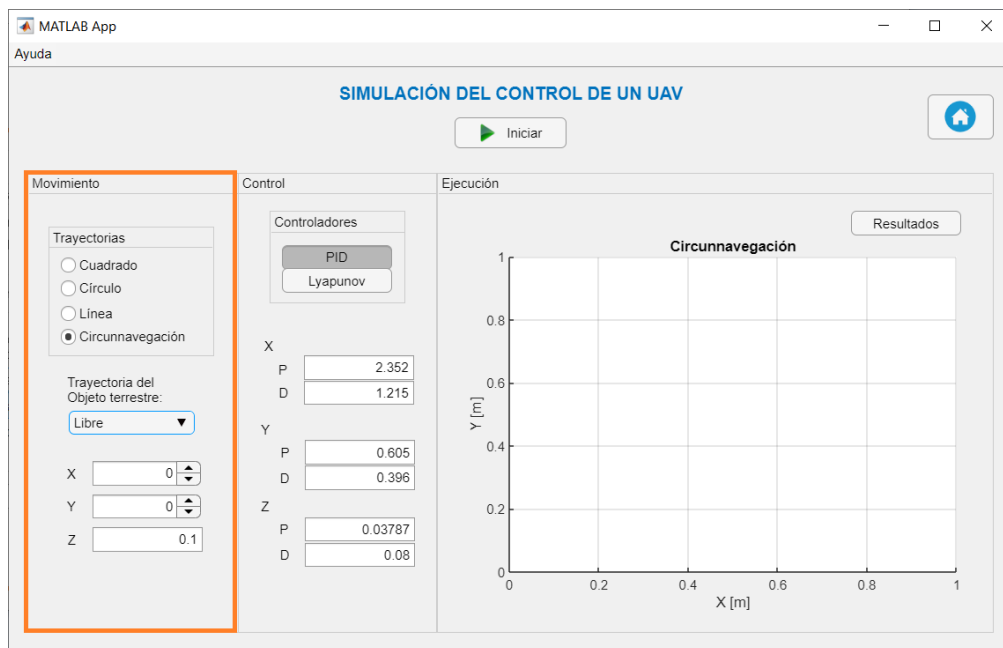 MATLAB App
Ayuda
SIMULACIÓN DEL CONTROL DE UN UAV
Iniciar
Movimiento
Trayectorias
Cuadrado
Círculo
Línea
Circunnavegación
Trayectoria del
Objeto terrestre:
Libre
X 0
Y 0
Z 0.1
Control
Controladores
PID
Lyapunov
X
P 2.352
D 1.215
Y
P 0.605
D 0.396
Z
P 0.03787
D 0.08
Ejecución
Resultados
Circunnavegación
1
0.8
0.6
0.4
0.2
0
Y [m]
0 0.2 0.4 0.6 0.8 1
X [m]